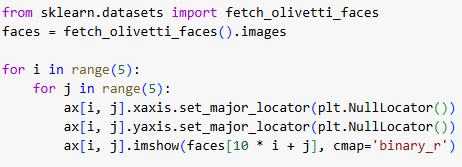 from sklearn.datasets import fetch_olivetti_faces
faces = fetch_olivetti_faces().images

for i in range(5):
    for j in range(5):
        ax[i, j].xaxis.set_major_locator(plt.NullLocator())
        ax[i, j].yaxis.set_major_locator(plt.NullLocator())
        ax[i, j].imshow(faces[10 * i + j], cmap='binary_r')